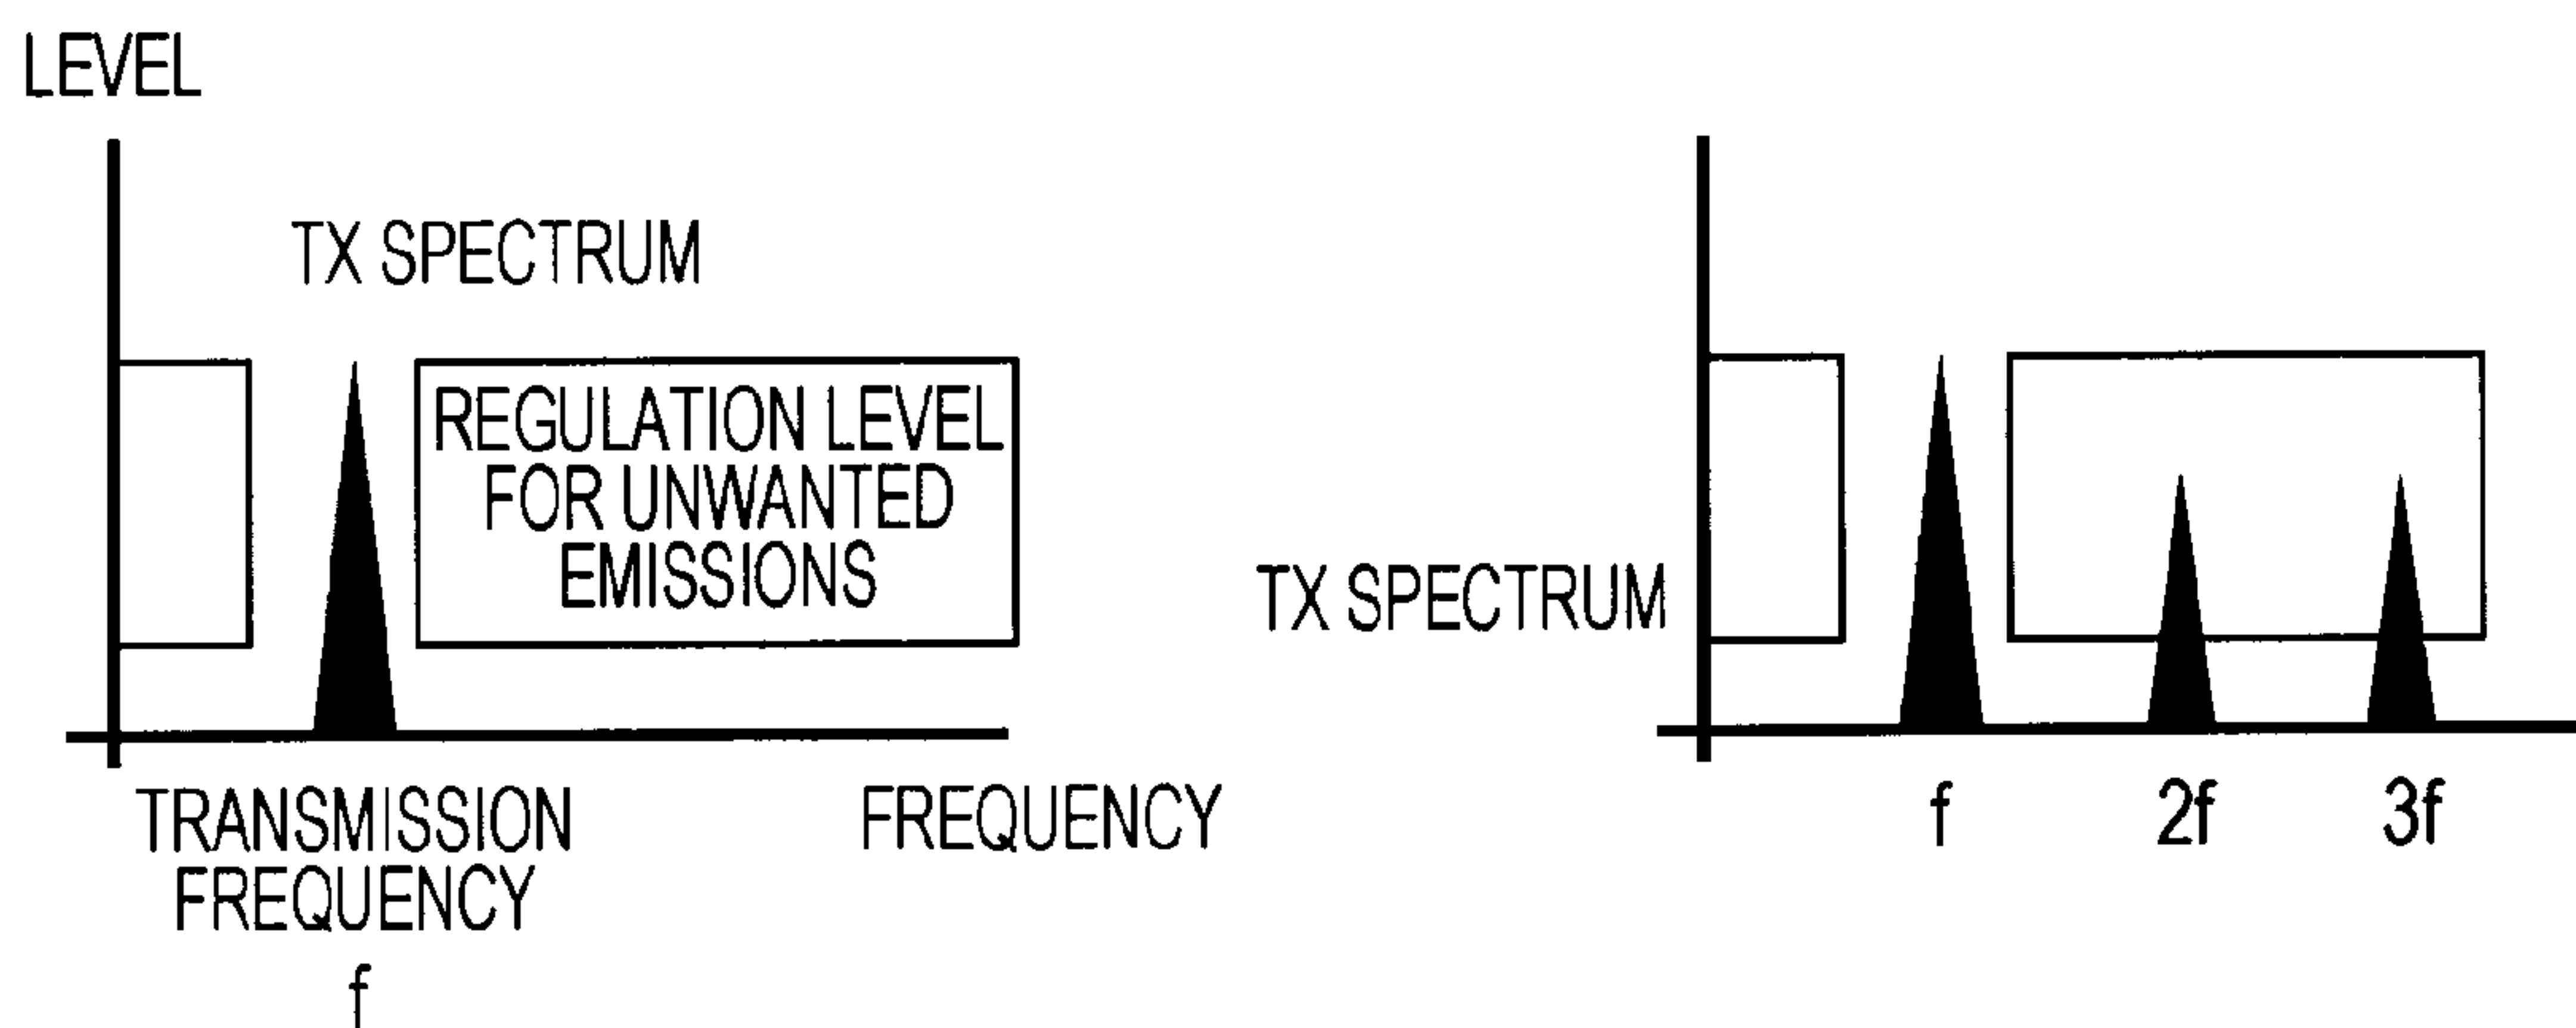 LEVEL
TX SPECTRUM
REGULATION LEVEL
FOR UNWANTED
EMISSIONS
TRANSMISSION
FREQUENCY
f
FREQUENCY
TX SPECTRUM
f
2f
3f